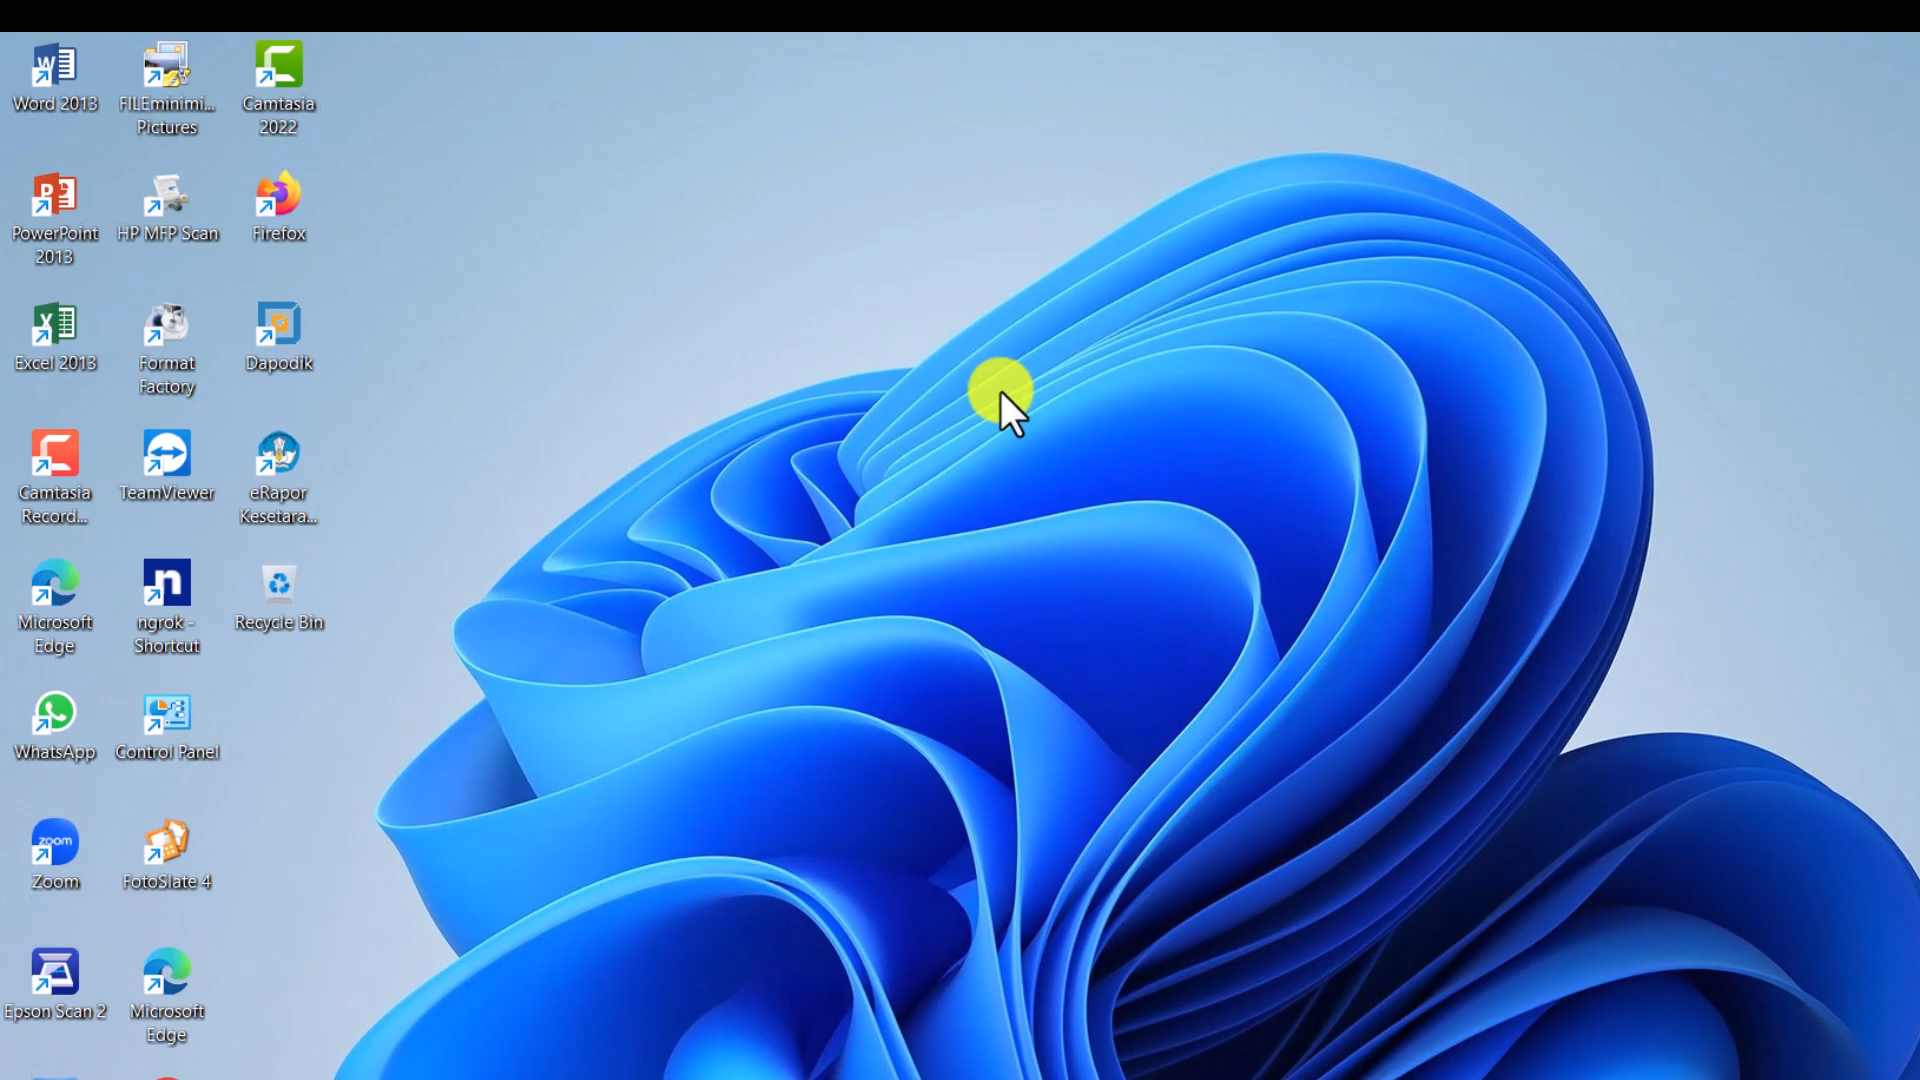 Word 2013
FILEminimi...
Pictures
Camtasia
2022
PowerPoint
2013
HP MFP Scan
Firefox
Excel 2013
Format
Factory
Dapodik
Camtasia
Record...
TeamViewer
eRapor
Kesetara...
Microsoft
Edge
n
ngrok -
Shortcut
Recycle Bin
WhatsApp
Control Panel
zoom
Zoom
FotoSlate 4
Epson Scan 2
Microsoft
Edge